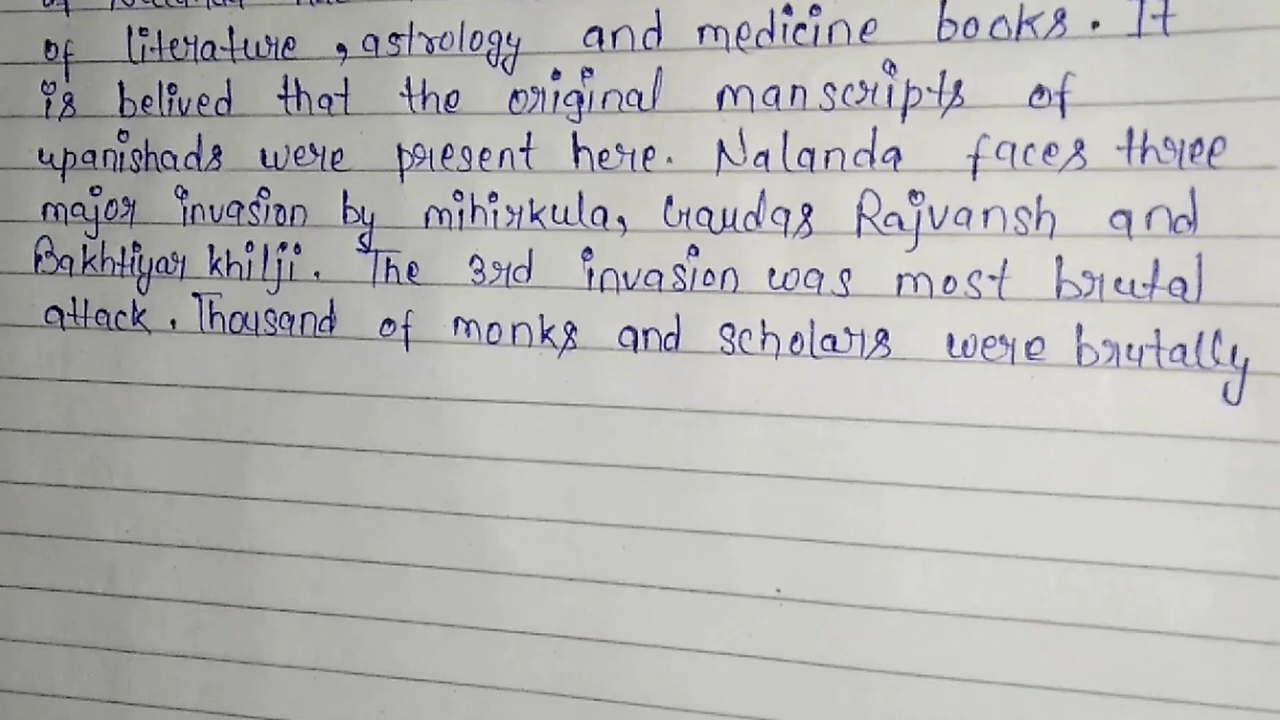 of literature, astrology and medicine books. It
is belived that the original manscripts of
upanishads were present here. Nalanda faces three
major invasion by mihirkula, Gaudas Rajvansh and
Bakhtiyar khilji. The 3rd invasion was most brutal
attack. Thousand of monks and scholars were brutally